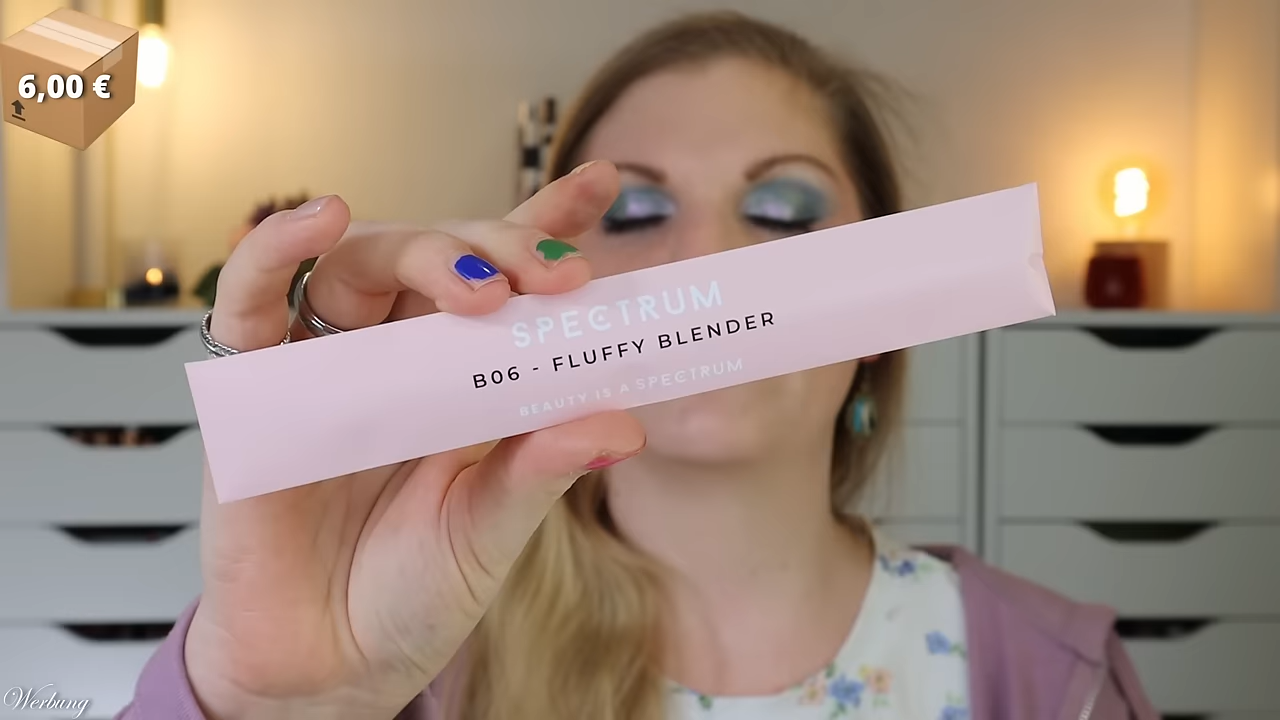 6,00 €
SPECTRUM
B06 - FLUFFY BLENDER
BEAUTY IS A SPECTRUM
Werbung